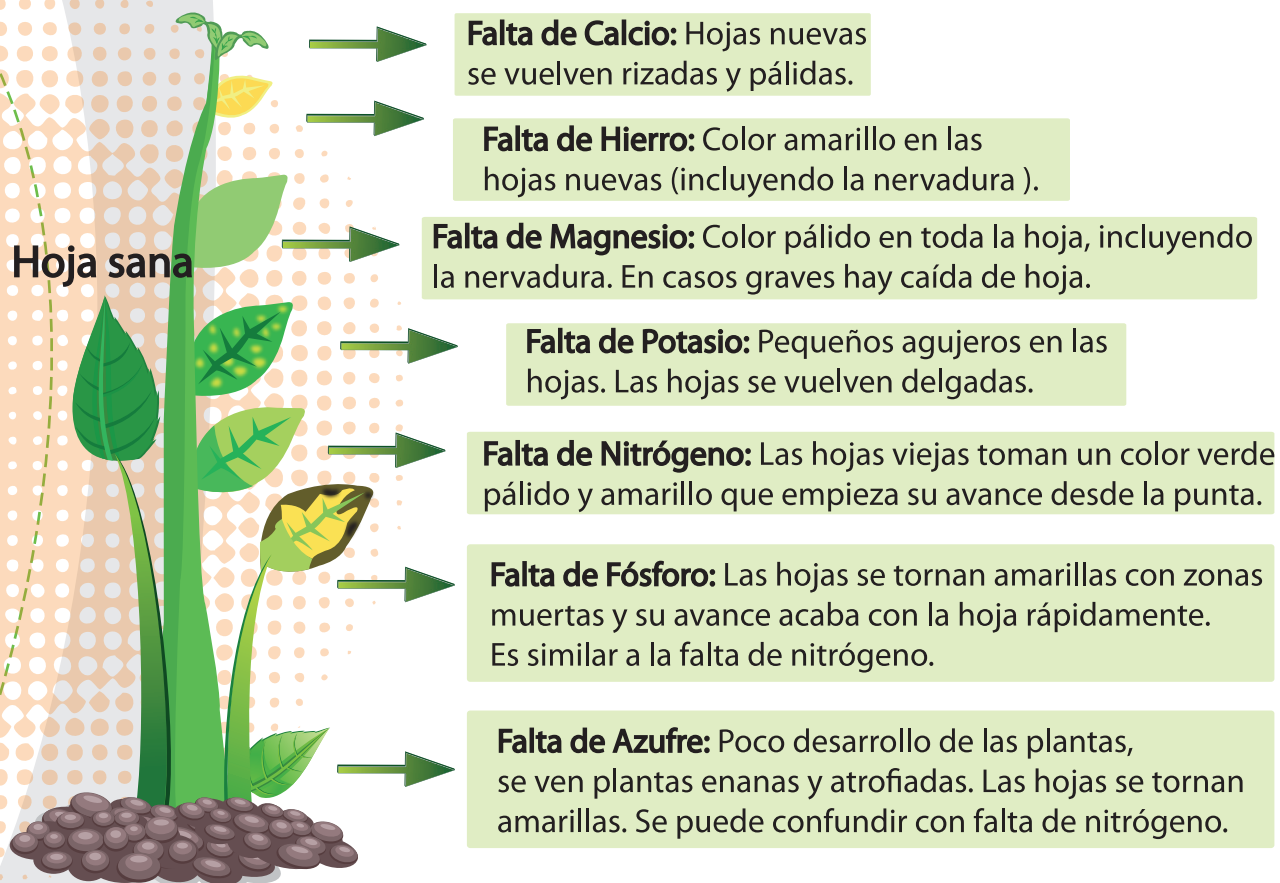 Falta de Calcio: Hojas nuevas
se vuelven rizadas y pálidas.
Falta de Hierro: Color amarillo en las
hojas nuevas (incluyendo la nervadura ).
Hoja sana
Falta de Magnesio: Color pálido en toda la hoja, incluyendo
la nervadura. En casos graves hay caída de hoja.
Falta de Potasio: Pequeños agujeros en las
hojas. Las hojas se vuelven delgadas.
Falta de Nitrógeno: Las hojas viejas toman un color verde
pálido y amarillo que empieza su avance desde la punta.
Falta de Fósforo: Las hojas se tornan amarillas con zonas
muertas y su avance acaba con la hoja rápidamente.
Es similar a la falta de nitrógeno.
Falta de Azufre: Poco desarrollo de las plantas,
se ven plantas enanas y atrofiadas. Las hojas se tornan
amarillas. Se puede confundir con falta de nitrógeno.